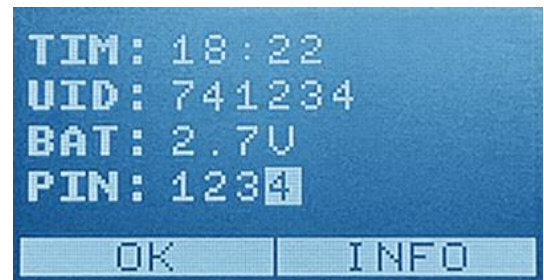 TIM: 18:22
UID: 741234
BAT: 2.7V
PIN: 1234
OK INFO